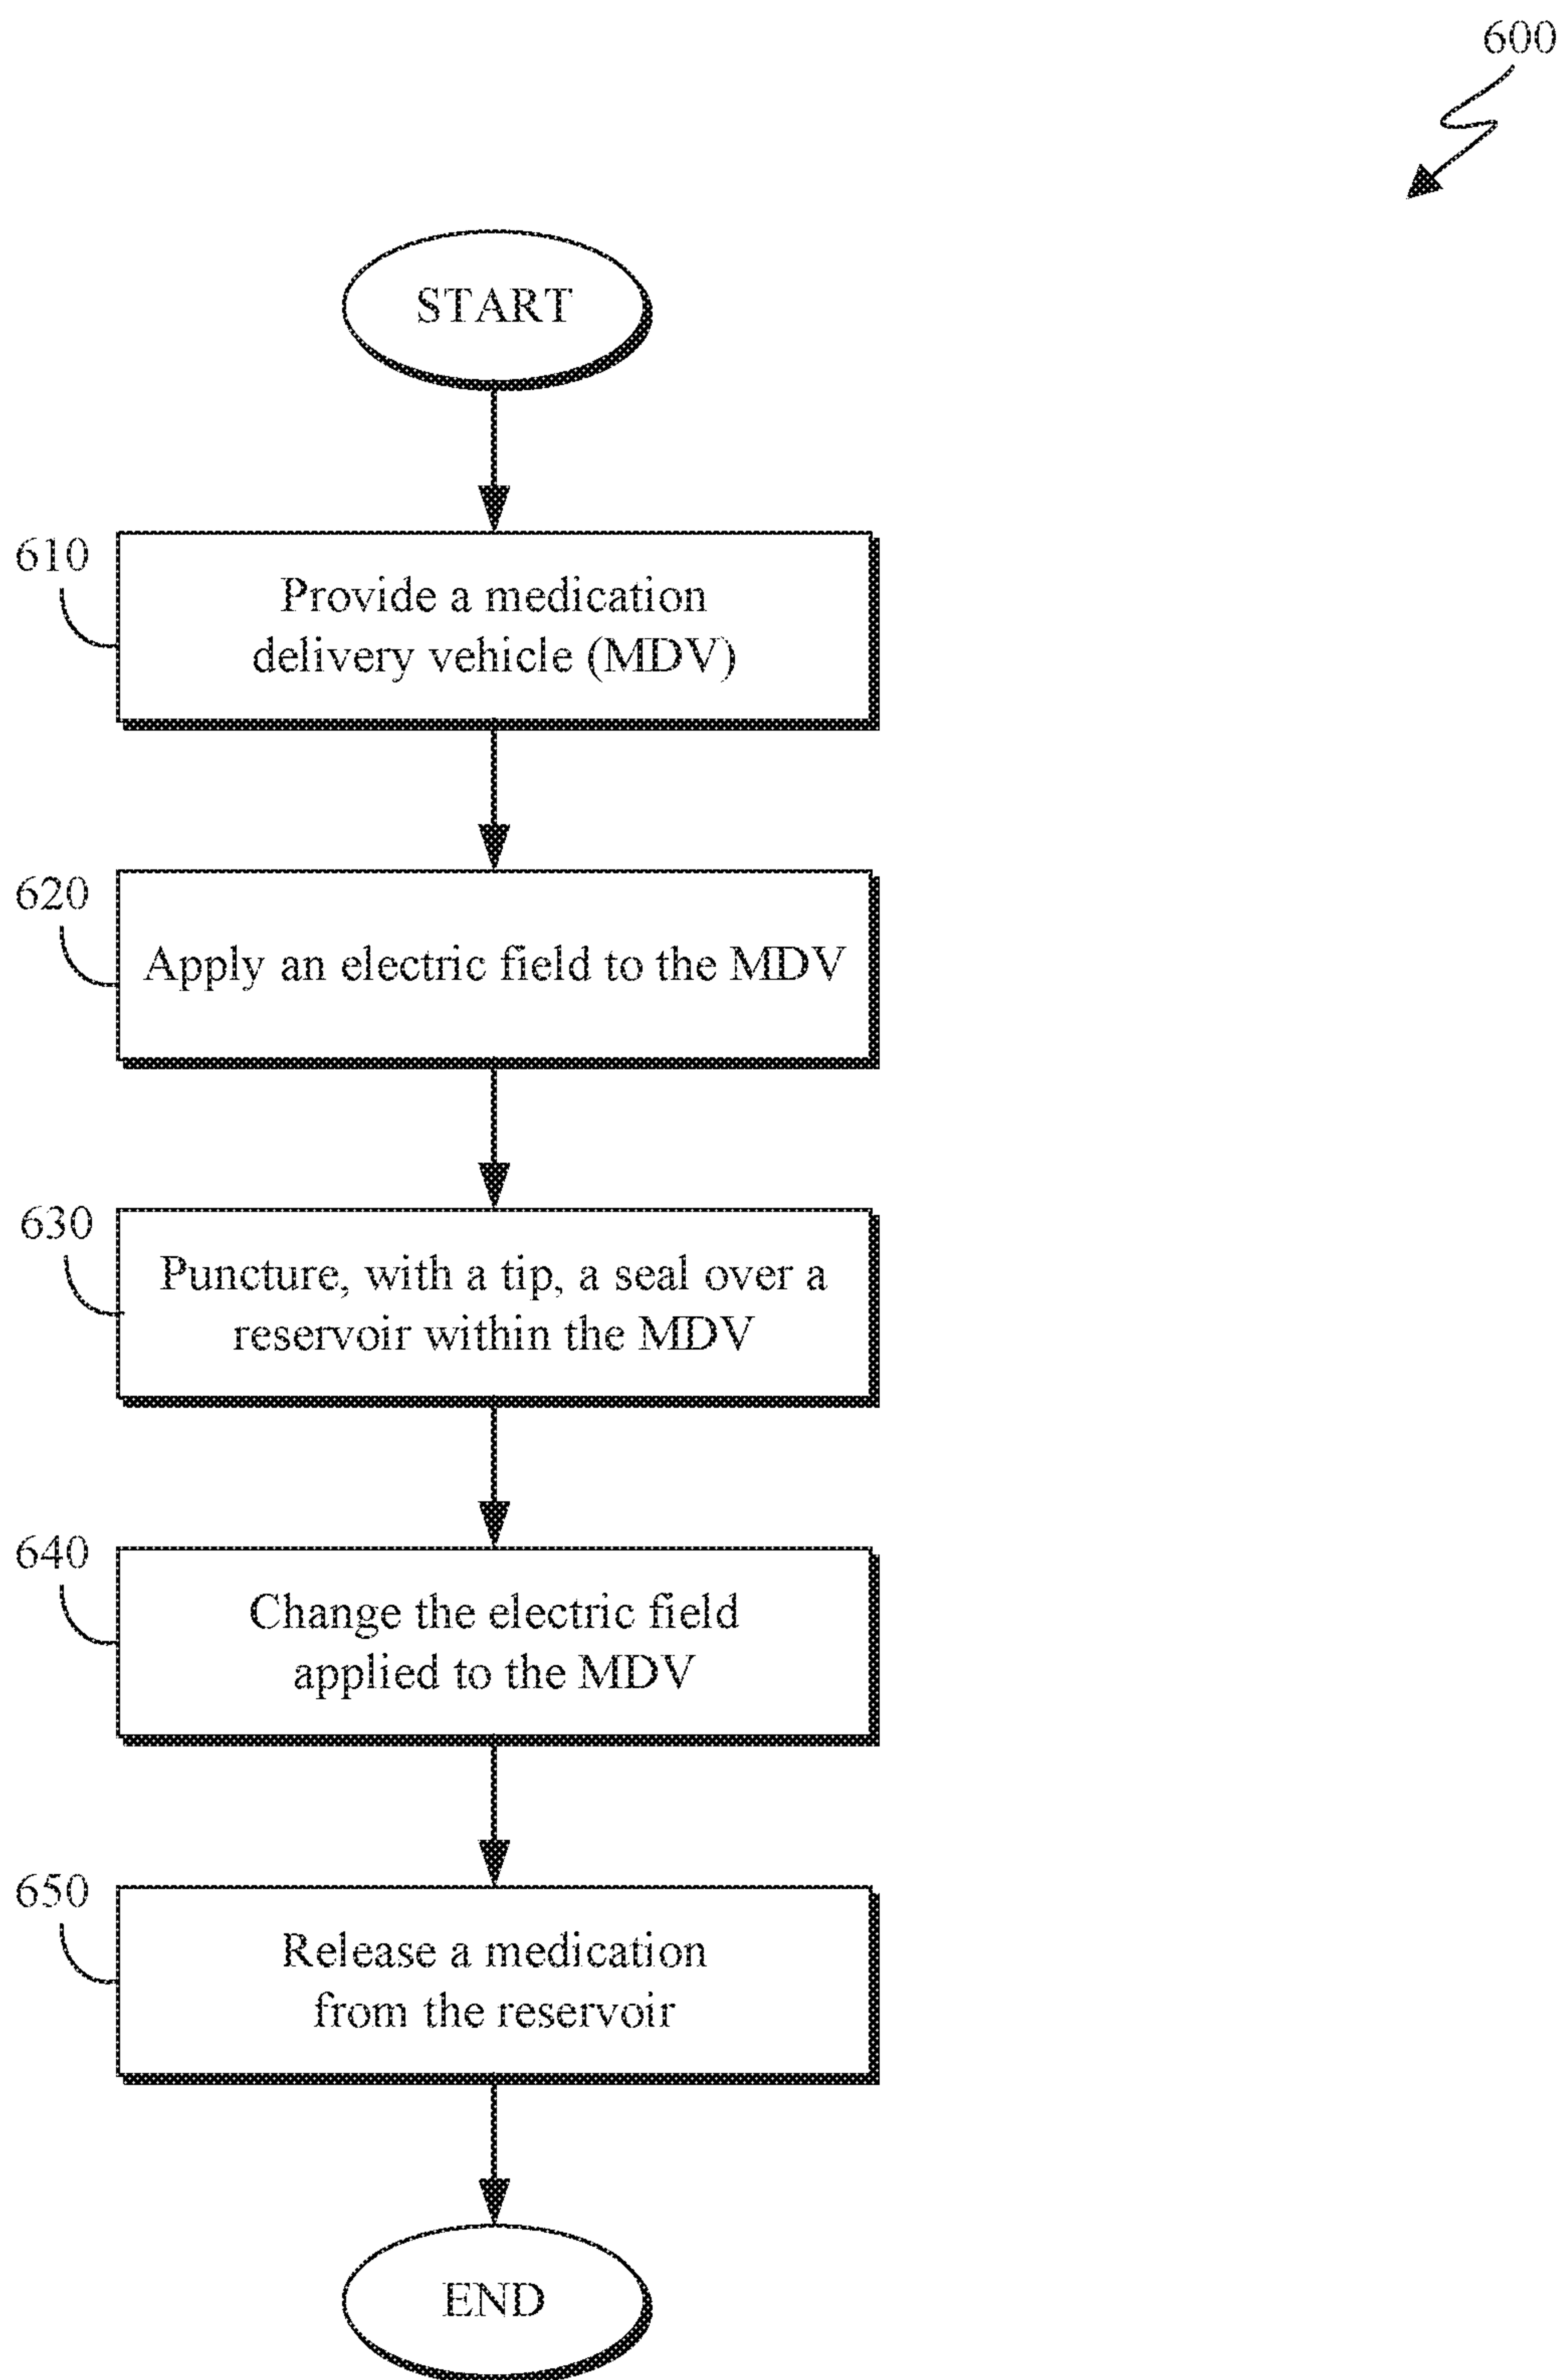 600
START
610
Provide a medication
delivery vehicle (MDV)
620
Apply an electric field to the MDV
630
Puncture, with a tip, a seal over a
reservoir within the MDV
640
Change the electric field
applied to the MDV
650
Release a medication
from the reservoir
END